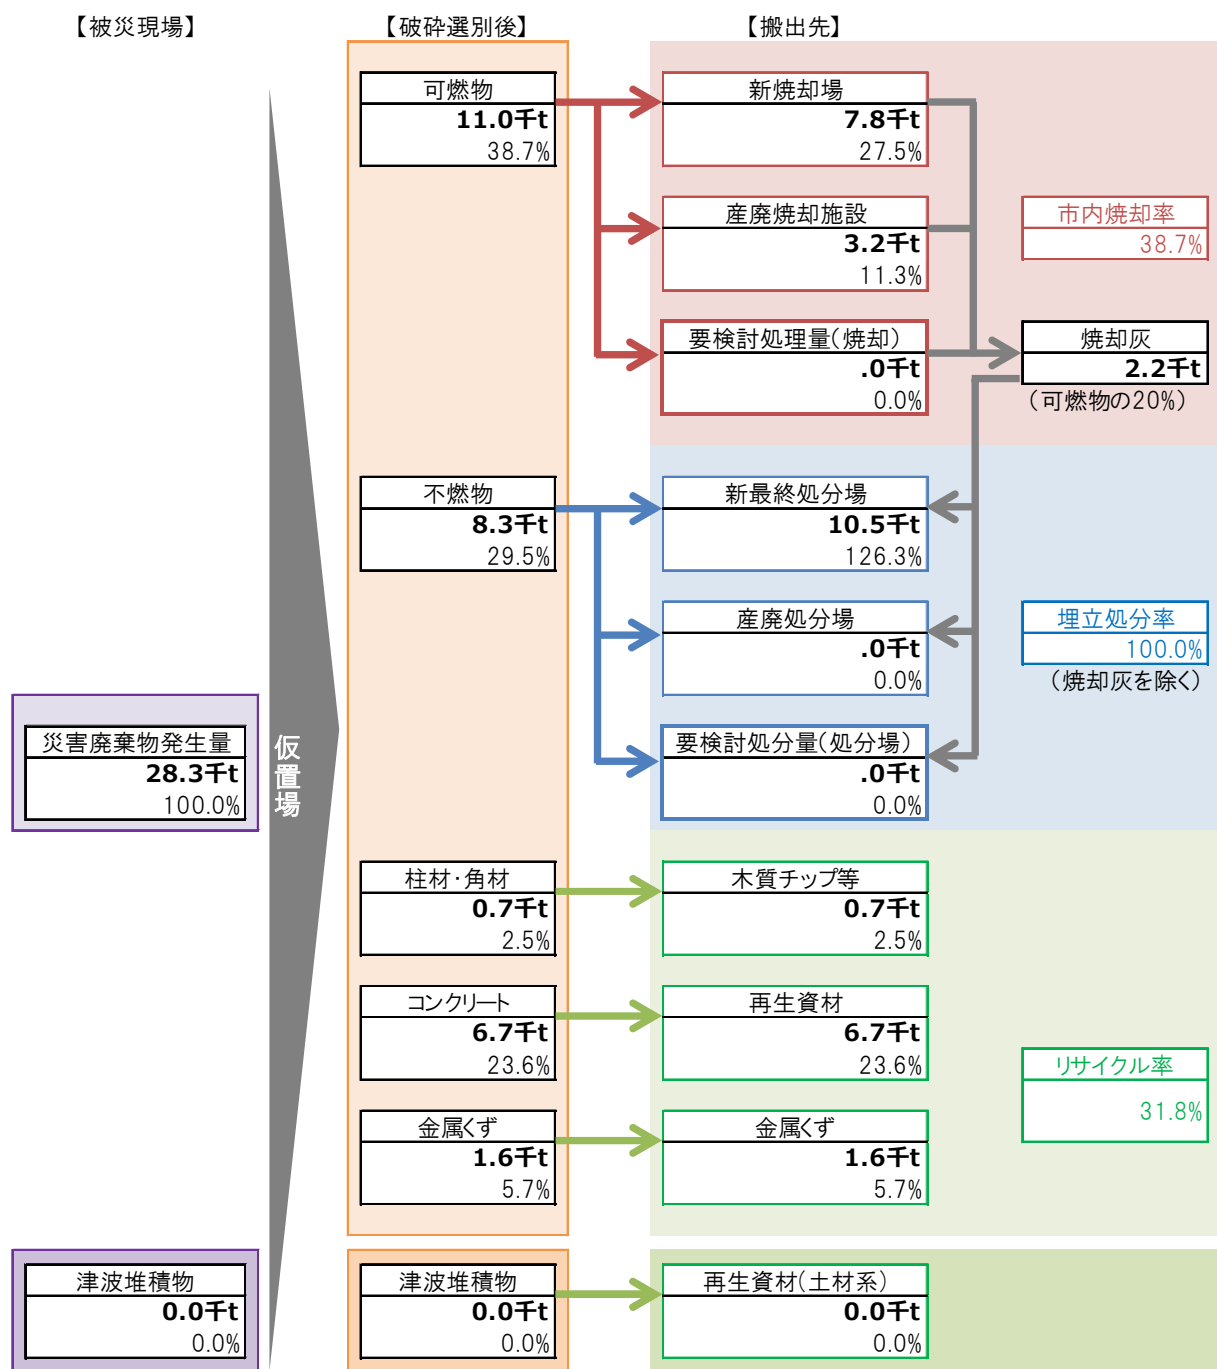 【被災現場】
【破砕選別後】
【搬出先】
可燃物
11.0千t
38.7%
新焼却場
7.8千t
27.5%
産廃焼却施設
3.2千t
11.3%
市内焼却率
38.7%
要検討処理量(焼却)
.0千t
0.0%
焼却灰
2.2千t
(可燃物の20%)
不燃物
8.3千t
29.5%
新最終処分場
10.5千t
126.3%
産廃処分場
.0千t
0.0%
埋立処分率
100.0%
(焼却灰を除く)
災害廃棄物発生量
28.3千t
100.0%
仮置場
要検討処分量(処分場)
.0千t
0.0%
柱材・角材
0.7千t
2.5%
木質チップ等
0.7千t
2.5%
コンクリート
6.7千t
23.6%
再生資材
6.7千t
23.6%
リサイクル率
31.8%
金属くず
1.6千t
5.7%
金属くず
1.6千t
5.7%
津波堆積物
0.0千t
0.0%
津波堆積物
0.0千t
0.0%
再生資材(土材系)
0.0千t
0.0%